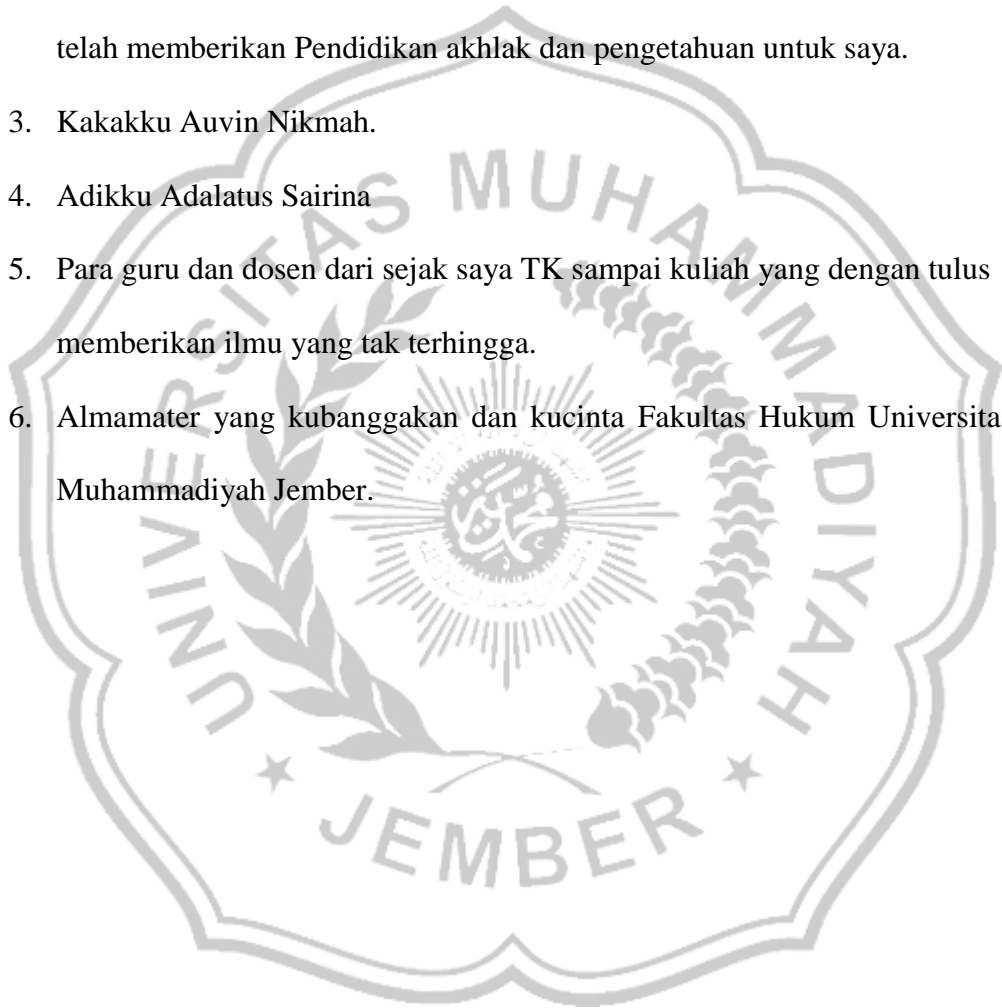 telah memberikan Pendidikan akhlak dan pengetahuan untuk saya.
3. Kakakku Auvin Nikmah.
4. Adikku Adalatus Sairina
5. Para guru dan dosen dari sejak saya TK sampai kuliah yang dengan tulus
memberikan ilmu yang tak terhingga.
6. Almamater yang kubanggakan dan kucinta Fakultas Hukum Universita
Muhammadiyah Jember.
UNIVERSITAS MUHAMMADIYAH
JEMBER